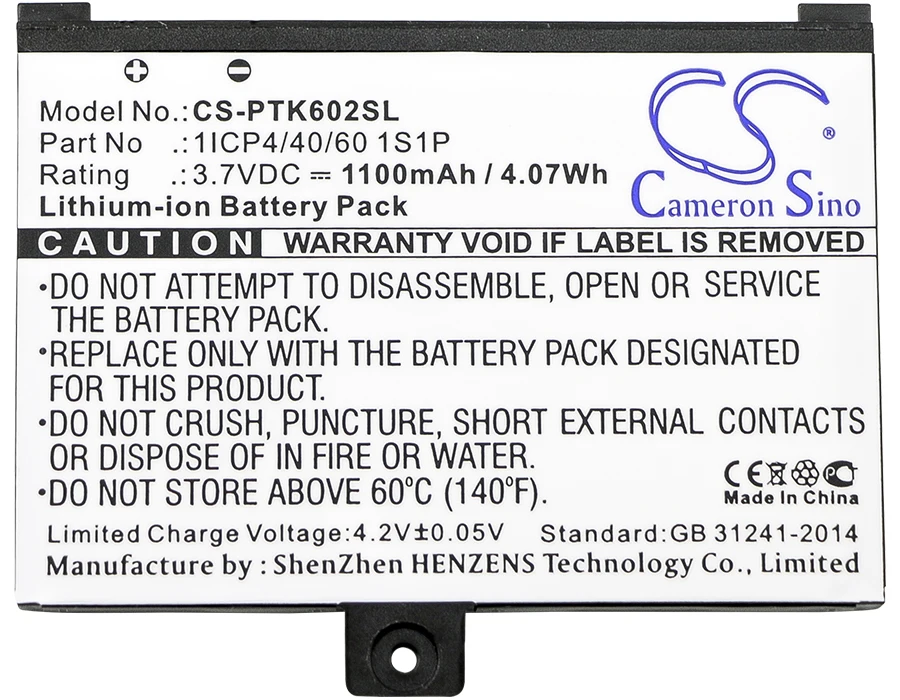 Model No.:CS-PTK602SL
Part No .:1ICP4/40/60 1S1P
Rating .:3.7VDC ⎓ 1100mAh / 4.07Wh
Lithium-ion Battery Pack
CS ®
Cameron Sino
CAUTION WARRANTY VOID IF LABEL IS REMOVED
·DO NOT ATTEMPT TO DISASSEMBLE, OPEN OR SERVICE
THE BATTERY PACK.
·REPLACE ONLY WITH THE BATTERY PACK DESIGNATED
FOR THIS PRODUCT.
·DO NOT CRUSH, PUNCTURE, SHORT EXTERNAL CONTACTS
OR DISPOSE OF IN FIRE OR WATER.
·DO NOT STORE ABOVE 60℃ (140℉).
CE PCT
Made In China
Limited Charge Voltage:4.2V±0.05V Standard:GB 31241-2014
Manufacture by : ShenZhen HENZENS Technology Co., Limited